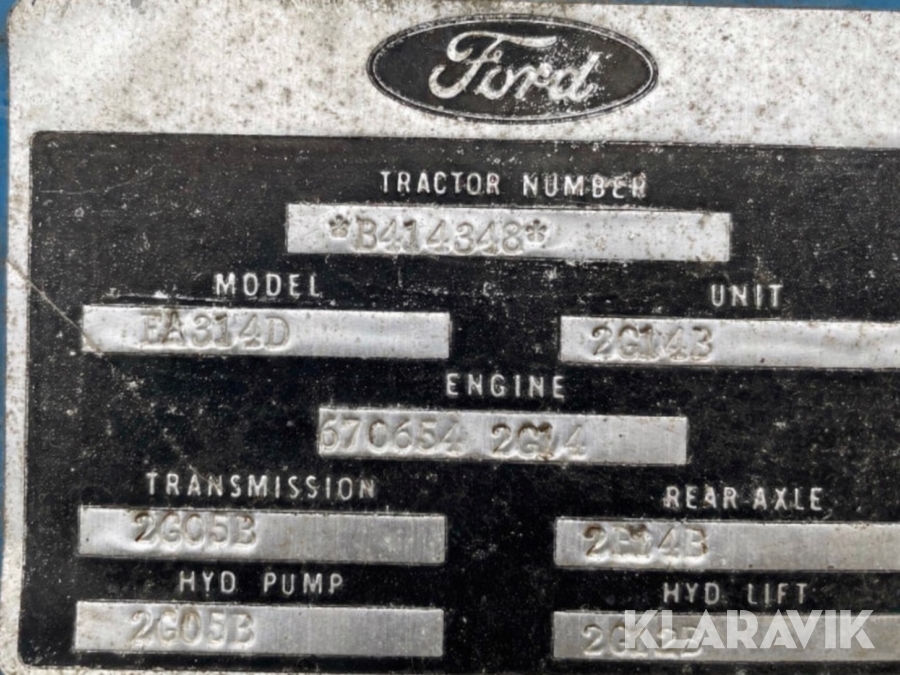 Ford
TRACTOR NUMBER
*B414348*
MODEL UNIT
EA314D 2G14B
ENGINE
670654 2G14
TRANSMISSION REAR AXLE
2G05B
HYD PUMP HYD LIFT
2G05B
KLARAVIK